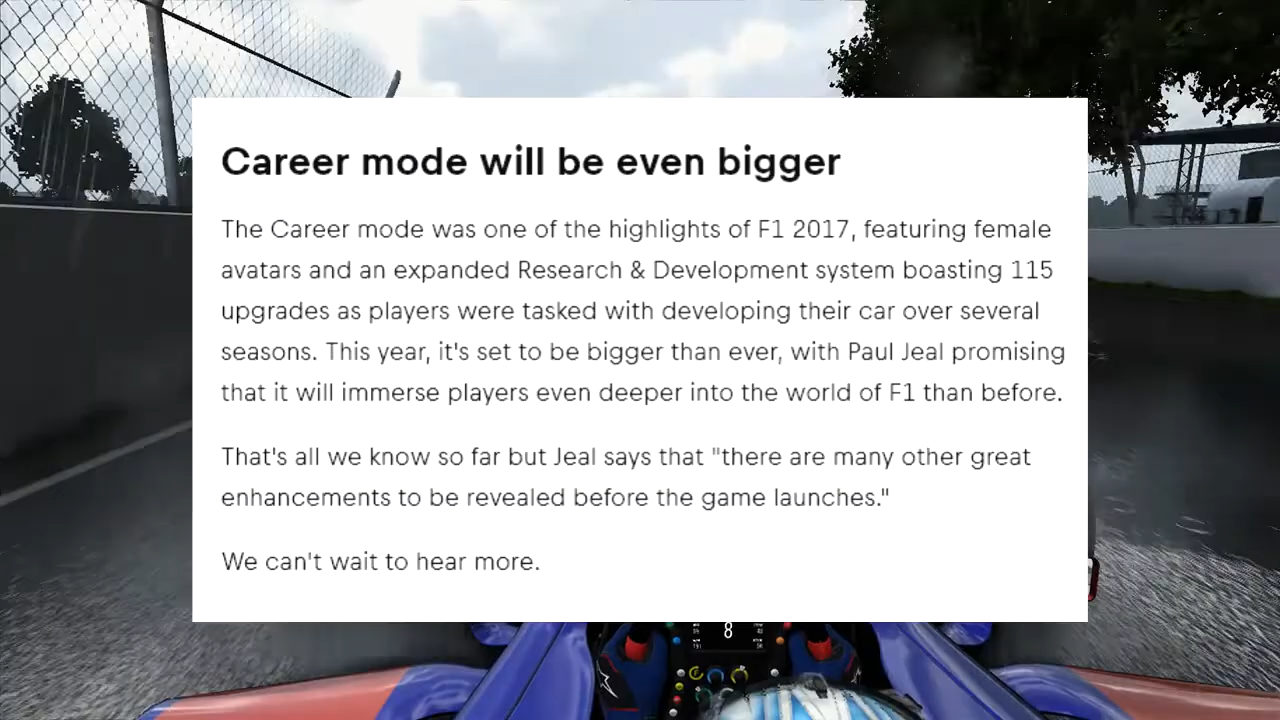 Career mode will be even bigger
The Career mode was one of the highlights of F1 2017, featuring female
avatars and an expanded Research & Development system boasting 115
upgrades as players were tasked with developing their car over several
seasons. This year, it's set to be bigger than ever, with Paul Jeal promising
that it will immerse players even deeper into the world of F1 than before.
That's all we know so far but Jeal says that "there are many other great
enhancements to be revealed before the game launches."
We can't wait to hear more.
8